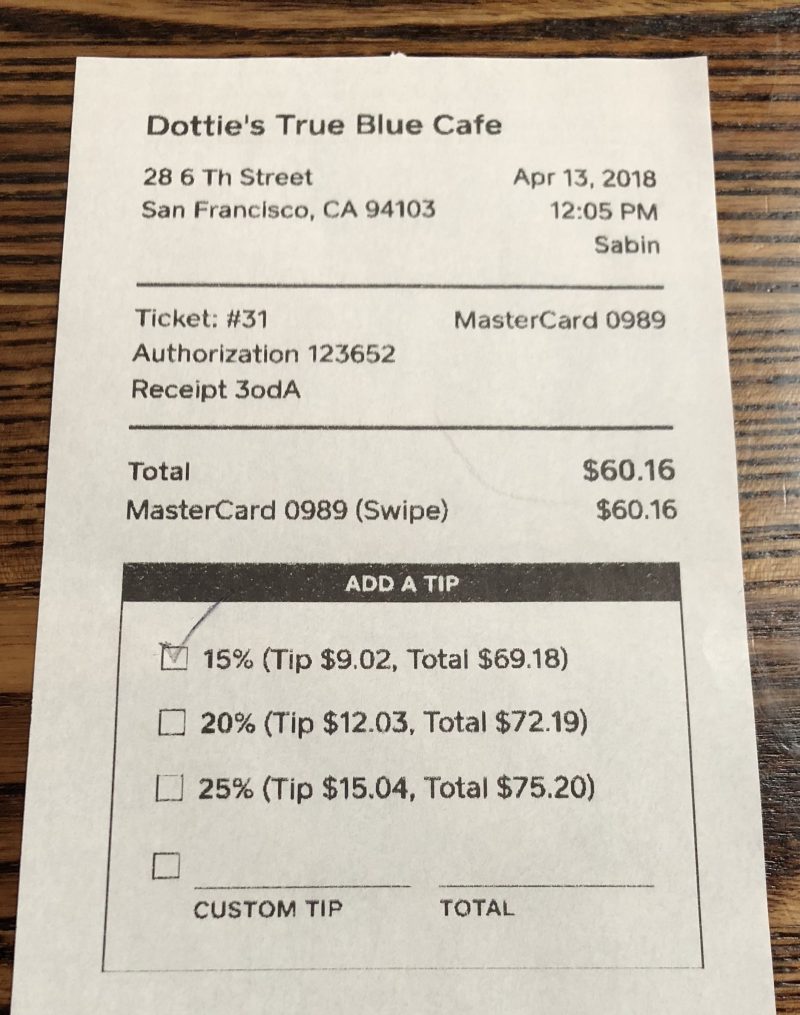 Dottie's True Blue Cafe
28 6 Th Street Apr 13, 2018
San Francisco, CA 94103 12:05 PM
Sabin
Ticket: #31 MasterCard 0989
Authorization 123652
Receipt 3odA
Total $60.16
MasterCard 0989 (Swipe) $60.16
ADD A TIP
15% (Tip $9.02, Total $69.18)
20% (Tip $12.03, Total $72.19)
25% (Tip $15.04, Total $75.20)
CUSTOM TIP TOTAL